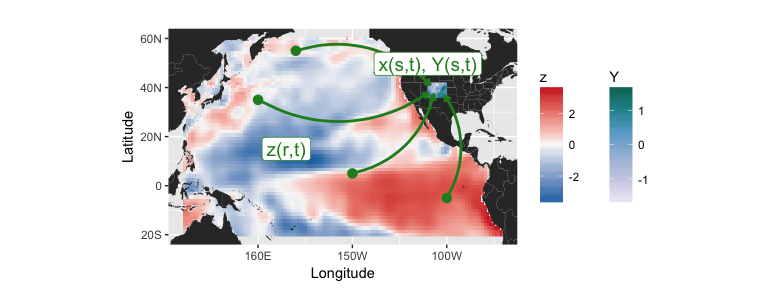 60N
40N
20N
0
20S
Latitude
160E
150W
100W
Longitude
x(s,t), Y(s,t)
z(r,t)
z
2
0
-2
Y
1
0
-1